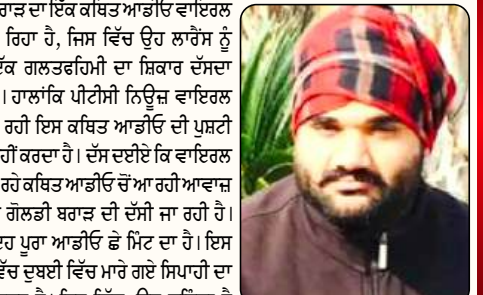 ਰਾੜ ਦਾ ਇੱਕ ਕਥਿਤ ਆਡੀਓ ਵਾਇਰਲ
ਰਿਹਾ ਹੈ, ਜਿਸ ਵਿੱਚ ਉਹ ਲਾਰੈਂਸ ਨੂੰ
ਇੱਕ ਗਲਤਫਹਿਮੀ ਦਾ ਸ਼ਿਕਾਰ ਦੱਸਦਾ
। ਹਾਲਾਂਕਿ ਪੀਟੀਸੀ ਨਿਊਜ਼ ਵਾਇਰਲ
ਰਹੀ ਇਸ ਕਥਿਤ ਆਡੀਓ ਦੀ ਪੁਸ਼ਟੀ
ਹੀਂ ਕਰਦਾ ਹੈ। ਦੱਸ ਦਈਏ ਕਿ ਵਾਇਰਲ
ਰਹੇ ਕਥਿਤ ਆਡੀਓ ਚੋਂ ਆ ਰਹੀ ਆਵਾਜ਼
ਗੋਲਡੀ ਬਰਾੜ ਦੀ ਦੱਸੀ ਜਾ ਰਹੀ ਹੈ।
ਹ ਪੂਰਾ ਆਡੀਓ ਛੇ ਮਿੰਟ ਦਾ ਹੈ। ਇਸ
ਵਿੱਚ ਦੁਬਈ ਵਿੱਚ ਮਾਰੇ ਗਏ ਸਿਪਾਹੀ ਦਾ